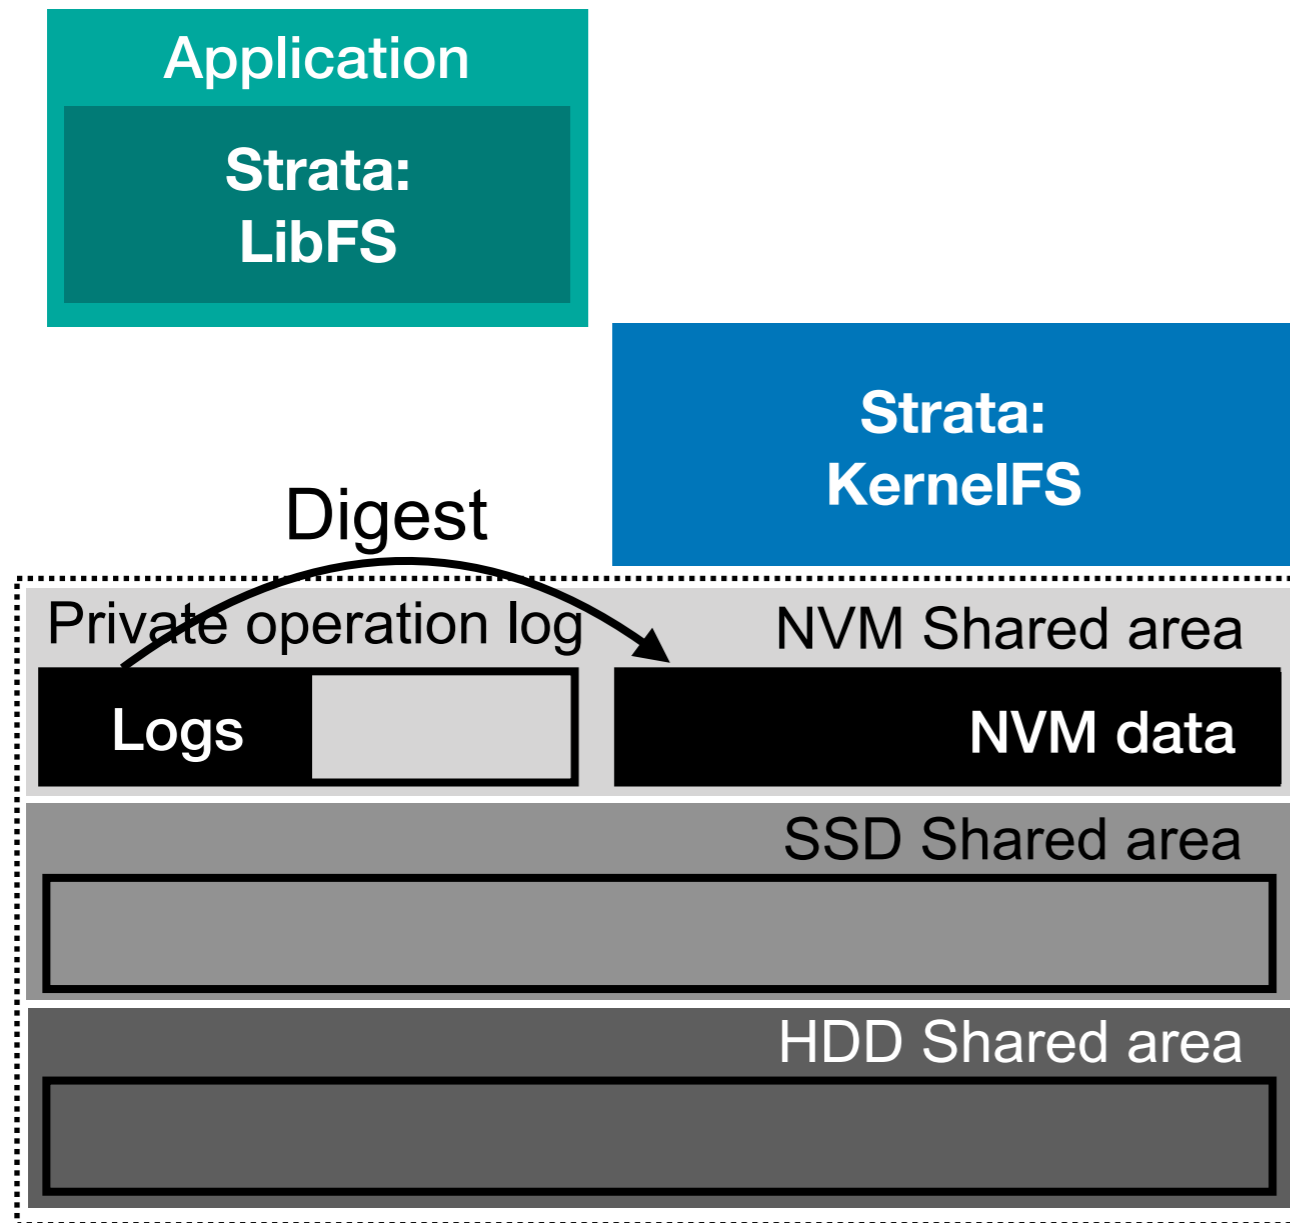 Application
Strata:
LibFS
Strata:
KernelFS
Digest
Private operation log
NVM Shared area
Logs
NVM data
SSD Shared area
HDD Shared area